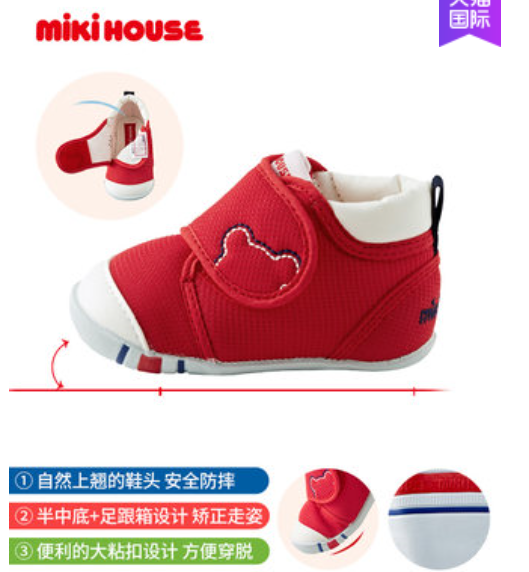 MIKI HOUSE
天猫
国际
① 自然上翘的鞋头 安全防摔
② 半中底+足跟箱设计 矫正走姿
③ 便利的大粘扣设计 方便穿脱